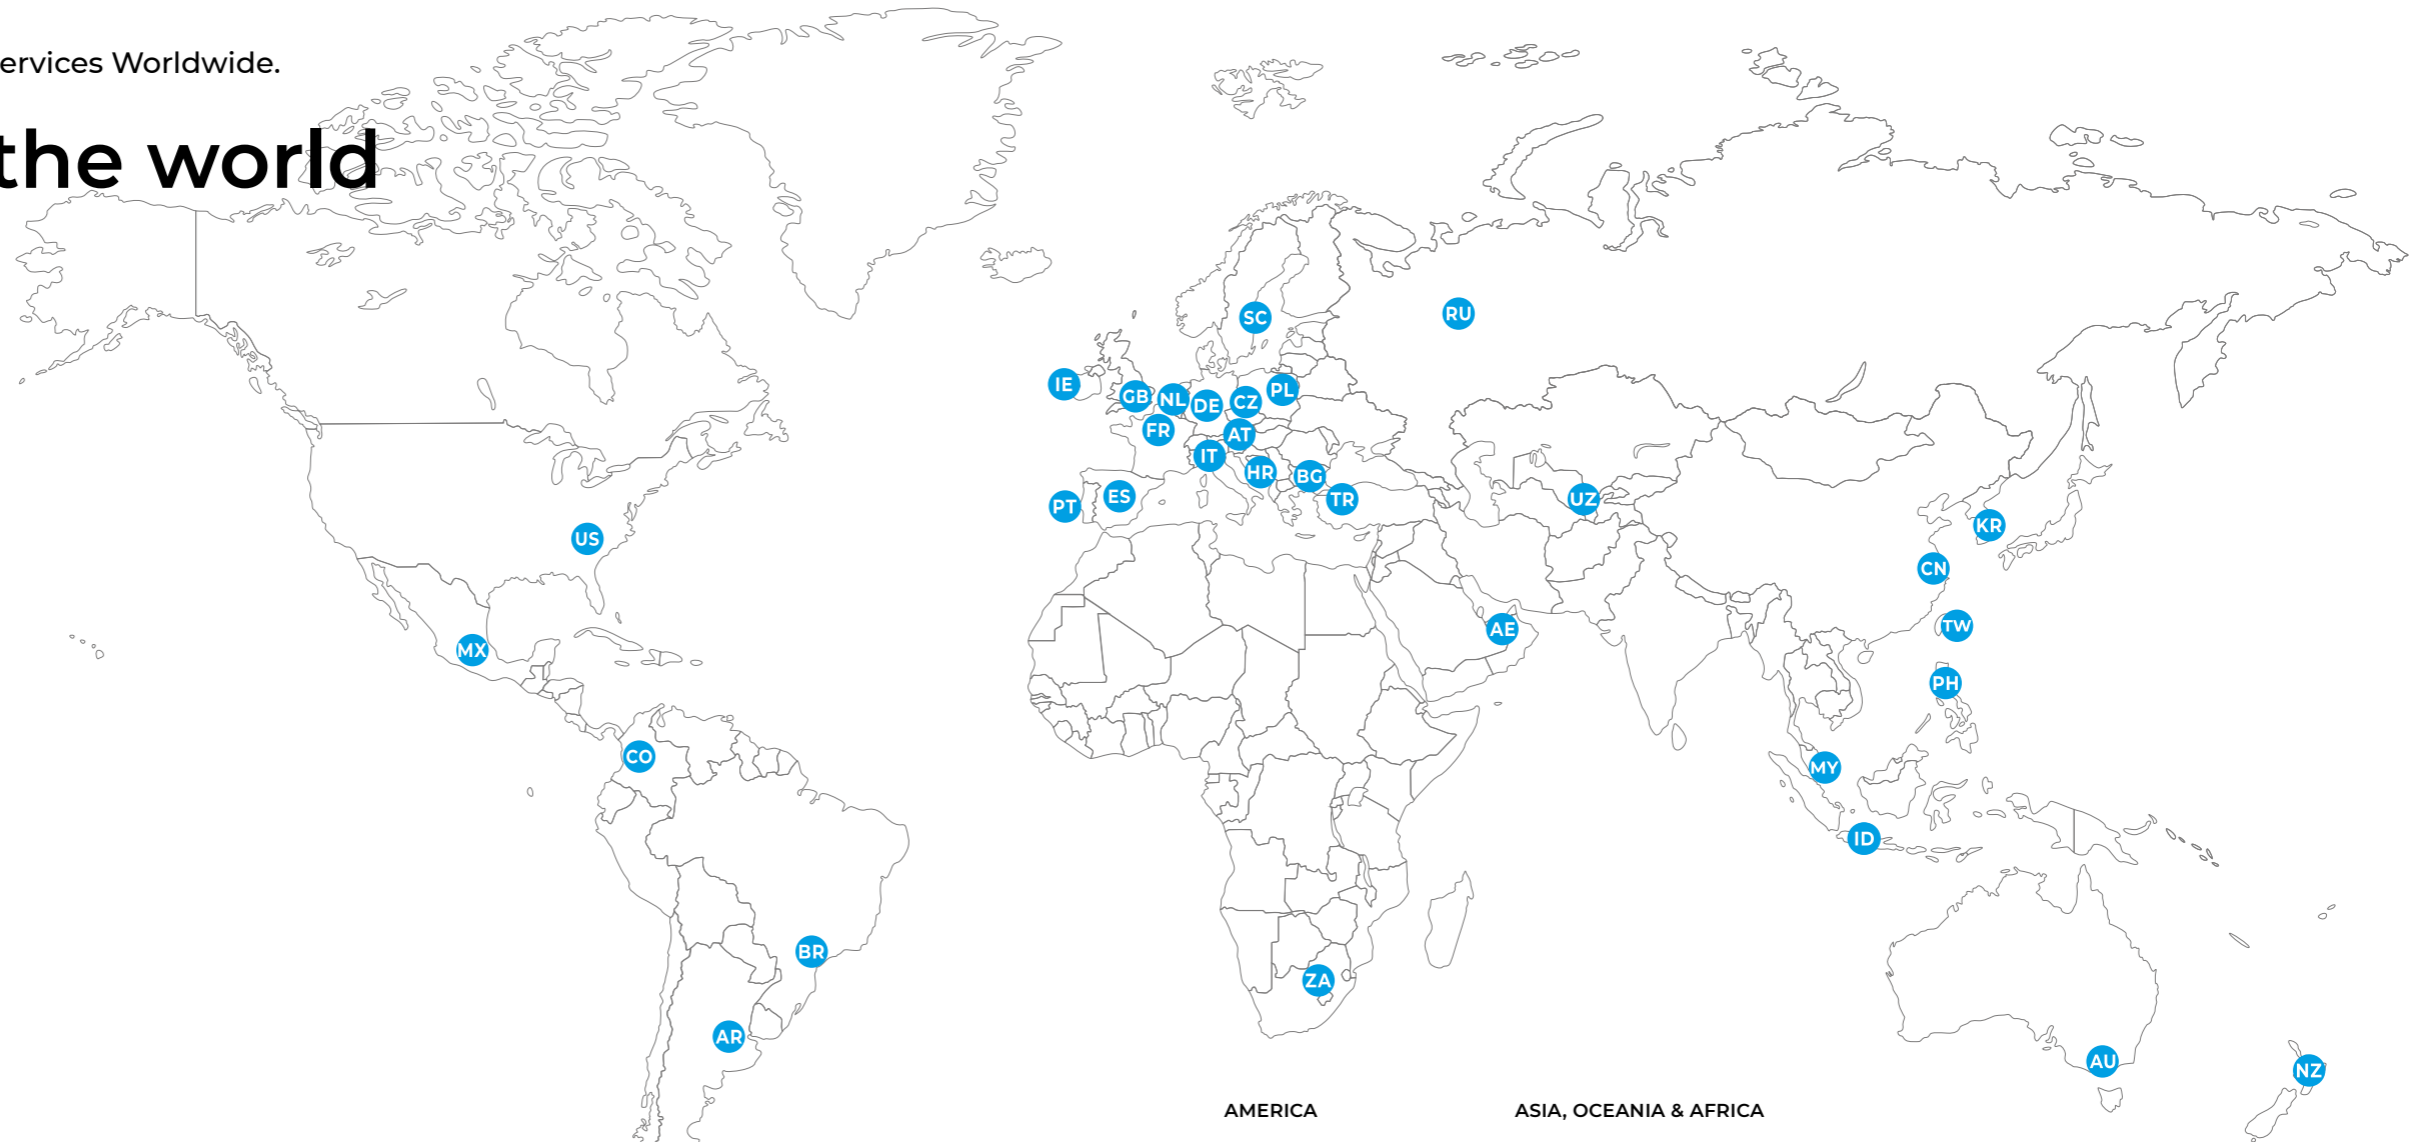 ervices Worldwide.
the world
SC
RU
IE
GB
NL
DE
CZ
PL
FR
AT
IT
HR
BG
PT
ES
TR
UZ
KR
US
CN
AE
TW
MX
PH
CO
MY
ID
BR
ZA
AR
AU
NZ
AMERICA
ASIA, OCEANIA & AFRICA